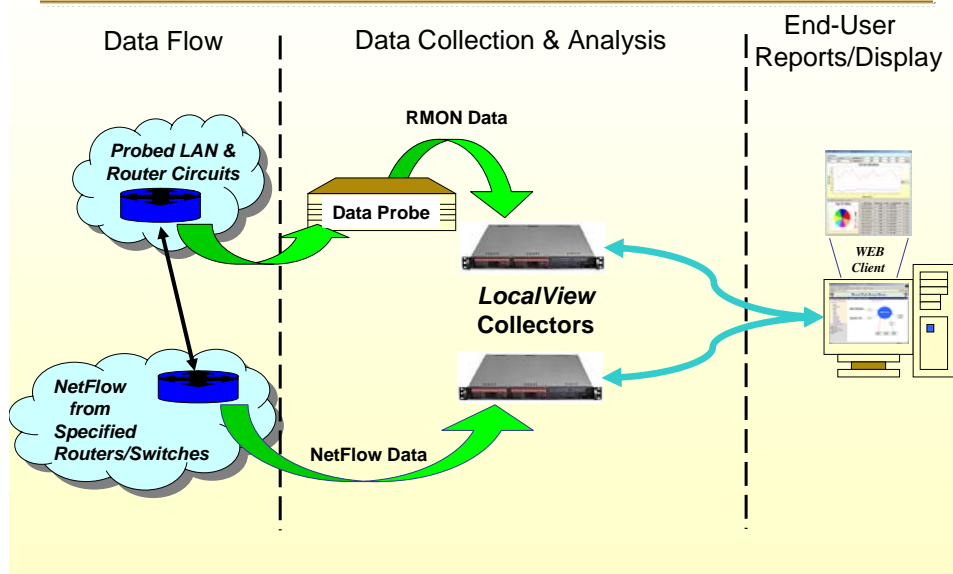 Data Flow
Data Collection & Analysis
End-User
Reports/Display
RMON Data
Probed LAN &
Router Circuits
Data Probe
WEB
Client
LocalView
Collectors
NetFlow
from
Specified
Routers/Switches
NetFlow Data